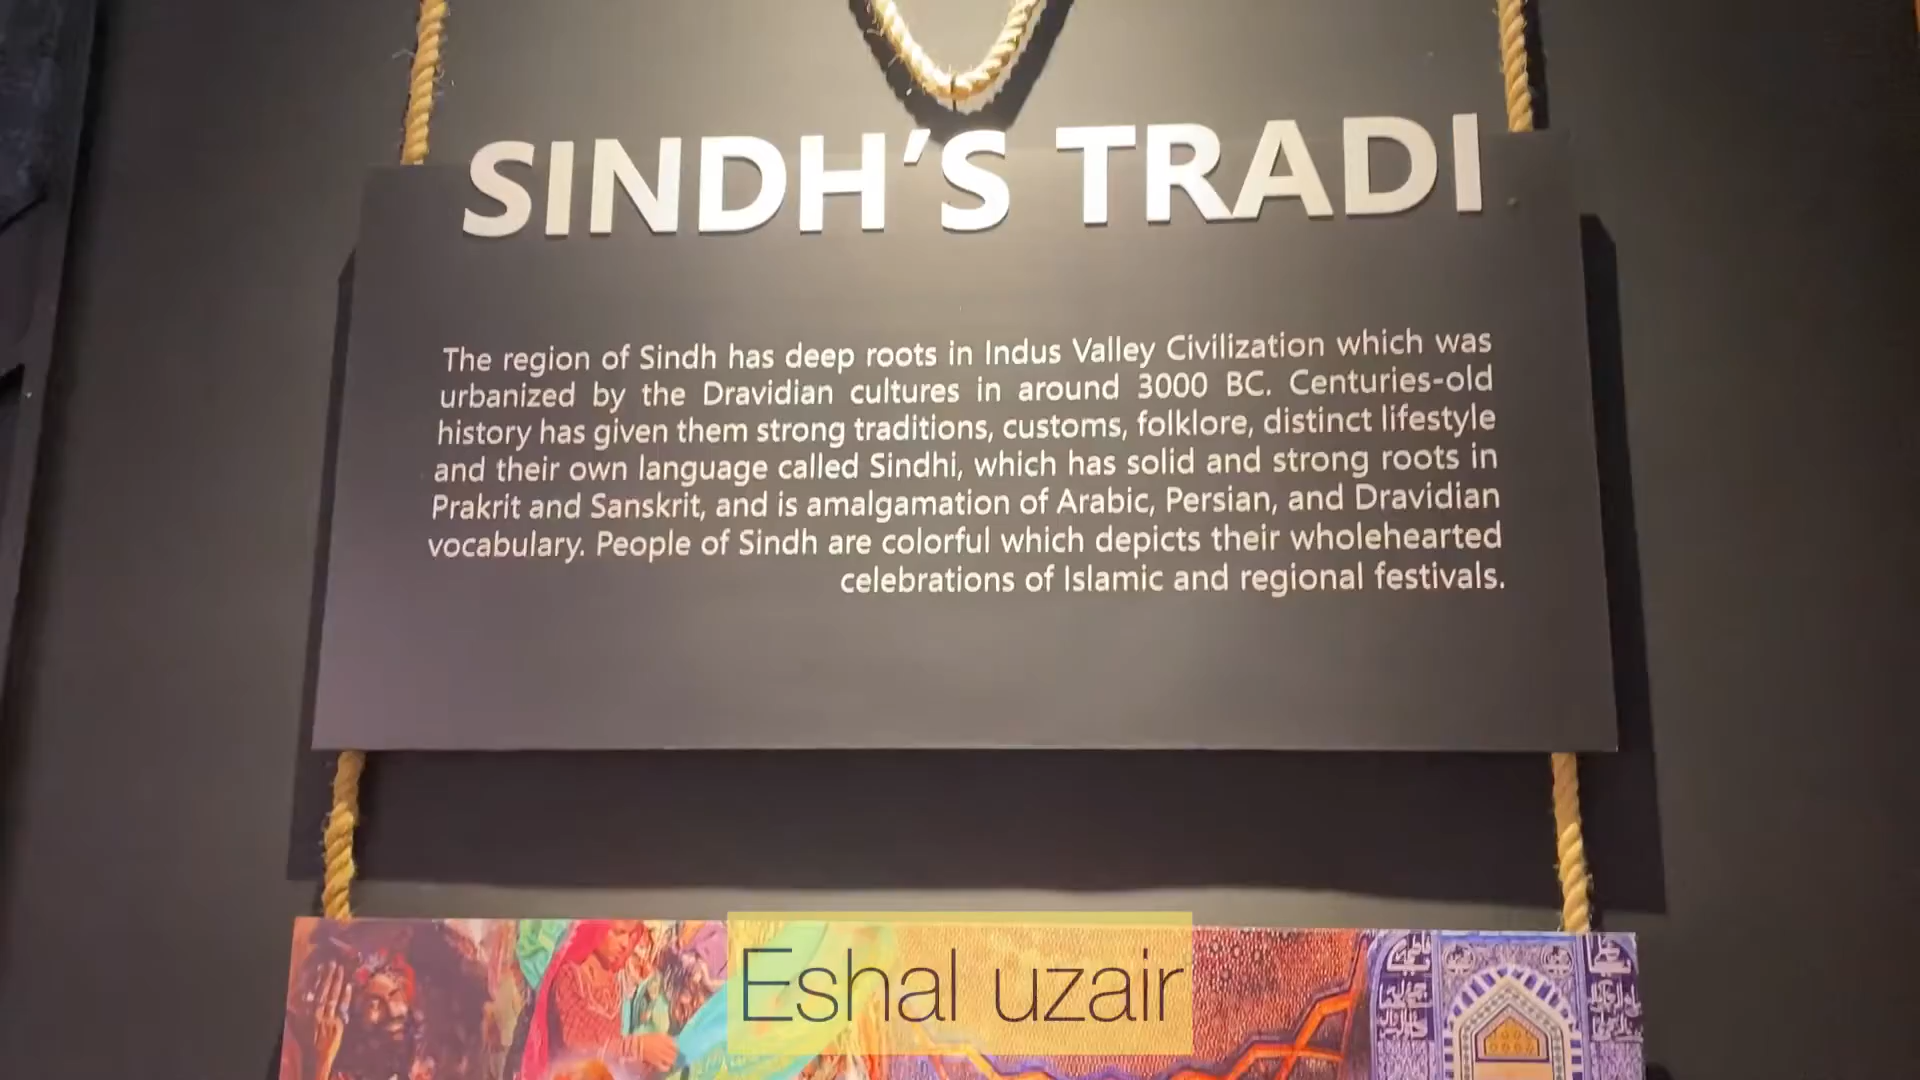 SINDH'S TRADI
The region of Sindh has deep roots in Indus Valley Civilization which was
urbanized by the Dravidian cultures in around 3000 BC. Centuries-old
history has given them strong traditions, customs, folklore, distinct lifestyle
and their own language called Sindhi, which has solid and strong roots in
Prakrit and Sanskrit, and is amalgamation of Arabic, Persian, and Dravidian
vocabulary. People of Sindh are colorful which depicts their wholehearted
celebrations of Islamic and regional festivals.
Eshal uzair